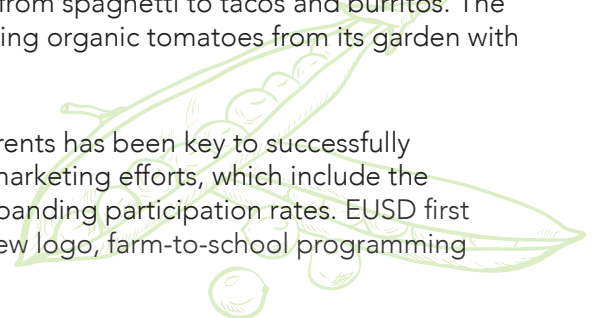 from spaghetti to tacos and burritos. The
ing organic tomatoes from its garden with
rents has been key to successfully
marketing efforts, which include the
panding participation rates. EUSD first
ew logo, farm-to-school programming